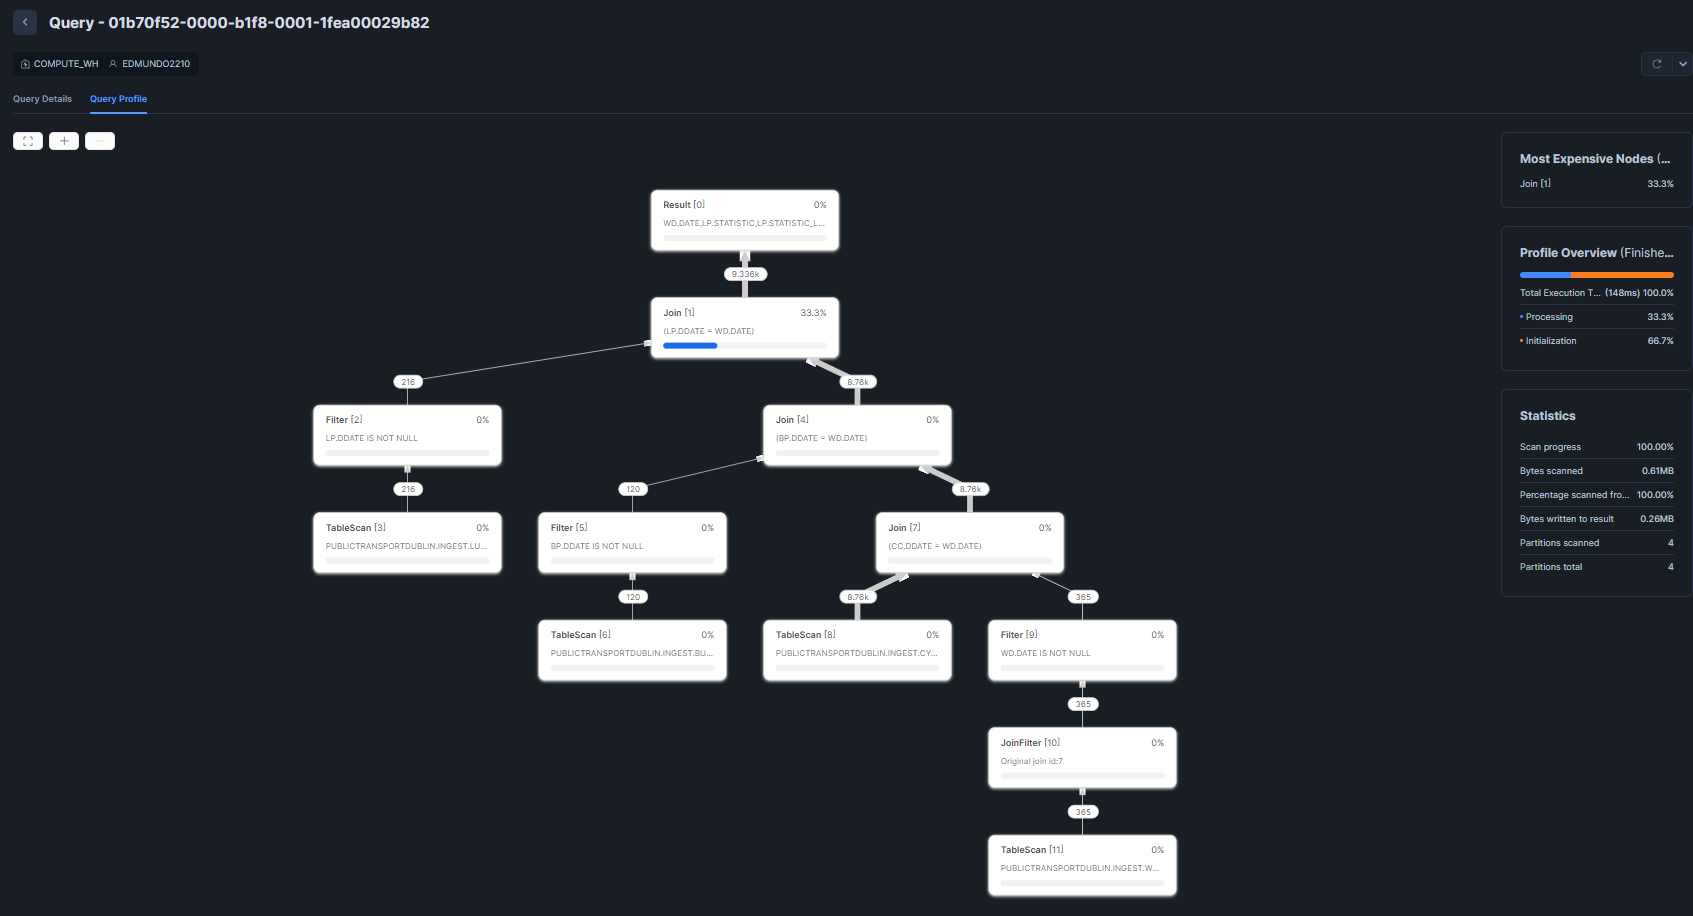 Query - 01b70f52-0000-b1f8-0001-1fea00029b82
COMPUTE_WH EDMUNDO2210
Query Details Query Profile
Most Expensive Nodes (...
Join [1] 33.3%
Profile Overview (Finishe...
Total Execution T... (148ms) 100.0%
Processing 33.3%
Initialization 66.7%
Statistics
Scan progress 100.00%
Bytes scanned 0.61MB
Percentage scanned fro... 100.00%
Bytes written to result 0.26MB
Partitions scanned 4
Partitions total 4
Result [0] 0%
WD.DATE,LP.STATISTIC,LP.STATISTIC_L...
9.336k
Join [1] 33.3%
(LP.DDATE = WD.DATE)
216
8.76k
Filter [2] 0%
LP.DDATE IS NOT NULL
Join [4] 0%
(BP.DDATE = WD.DATE)
216
120
8.76k
TableScan [3] 0%
PUBLICTRANSPORTDUBLIN.INGEST.LU...
Filter [5] 0%
BP.DDATE IS NOT NULL
Join [7] 0%
(CC.DDATE = WD.DATE)
120
8.76k
365
TableScan [6] 0%
PUBLICTRANSPORTDUBLIN.INGEST.BU...
TableScan [8] 0%
PUBLICTRANSPORTDUBLIN.INGEST.CY...
Filter [9] 0%
WD.DATE IS NOT NULL
365
JoinFilter [10] 0%
Original join id:7
365
TableScan [11] 0%
PUBLICTRANSPORTDUBLIN.INGEST.W...